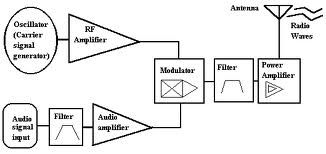 Oscillator
(Carrier
signal
generator)
RF
Amplifier
Antenna
Radio
Waves
Modulator
Filter
Power
Amplifier
Audio
signal
input
Filter
Audio
amplifier